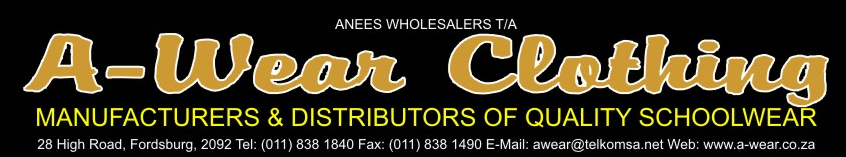 ANEES WHOLESALERS T/A
A-Wear Clothing
MANUFACTURERS & DISTRIBUTORS OF QUALITY SCHOOLWEAR
28 High Road, Fordsburg, 2092 Tel: (011) 838 1840 Fax: (011) 838 1490 E-Mail: awear@telkomsa.net Web: www.a-wear.co.za